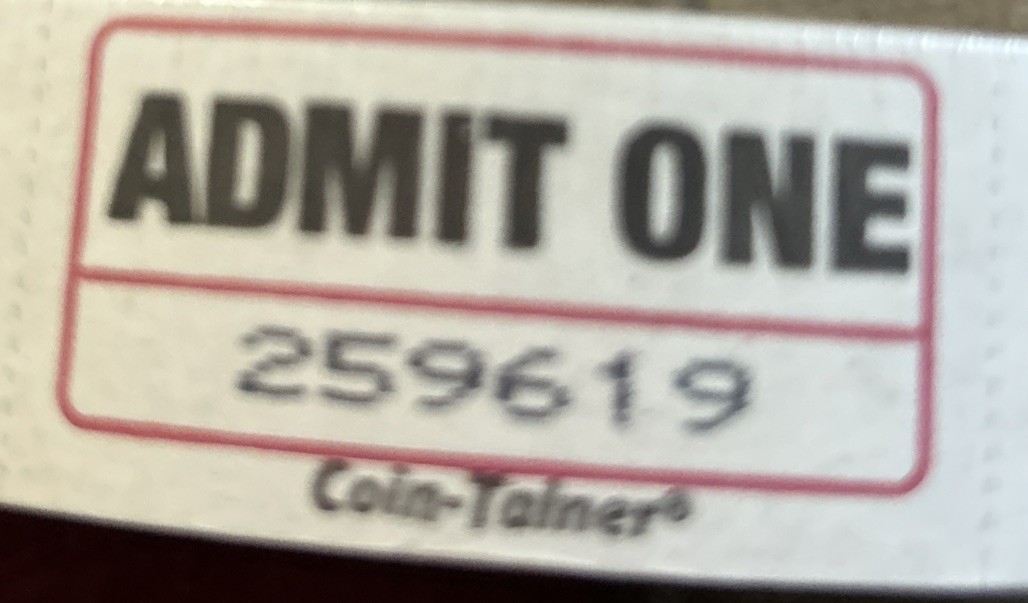 ADMIT ONE
259619
Coin-Tainer®